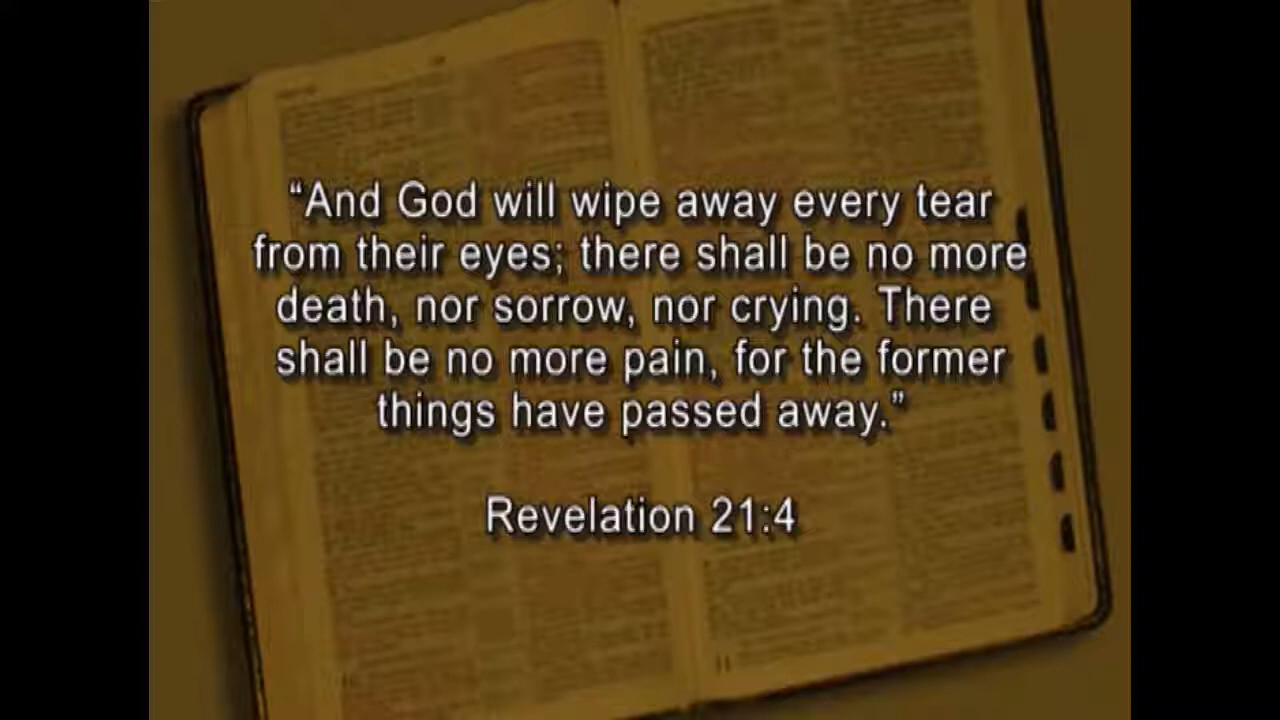 “And God will wipe away every tear
from their eyes; there shall be no more
death, nor sorrow, nor crying. There
shall be no more pain, for the former
things have passed away.”
Revelation 21:4